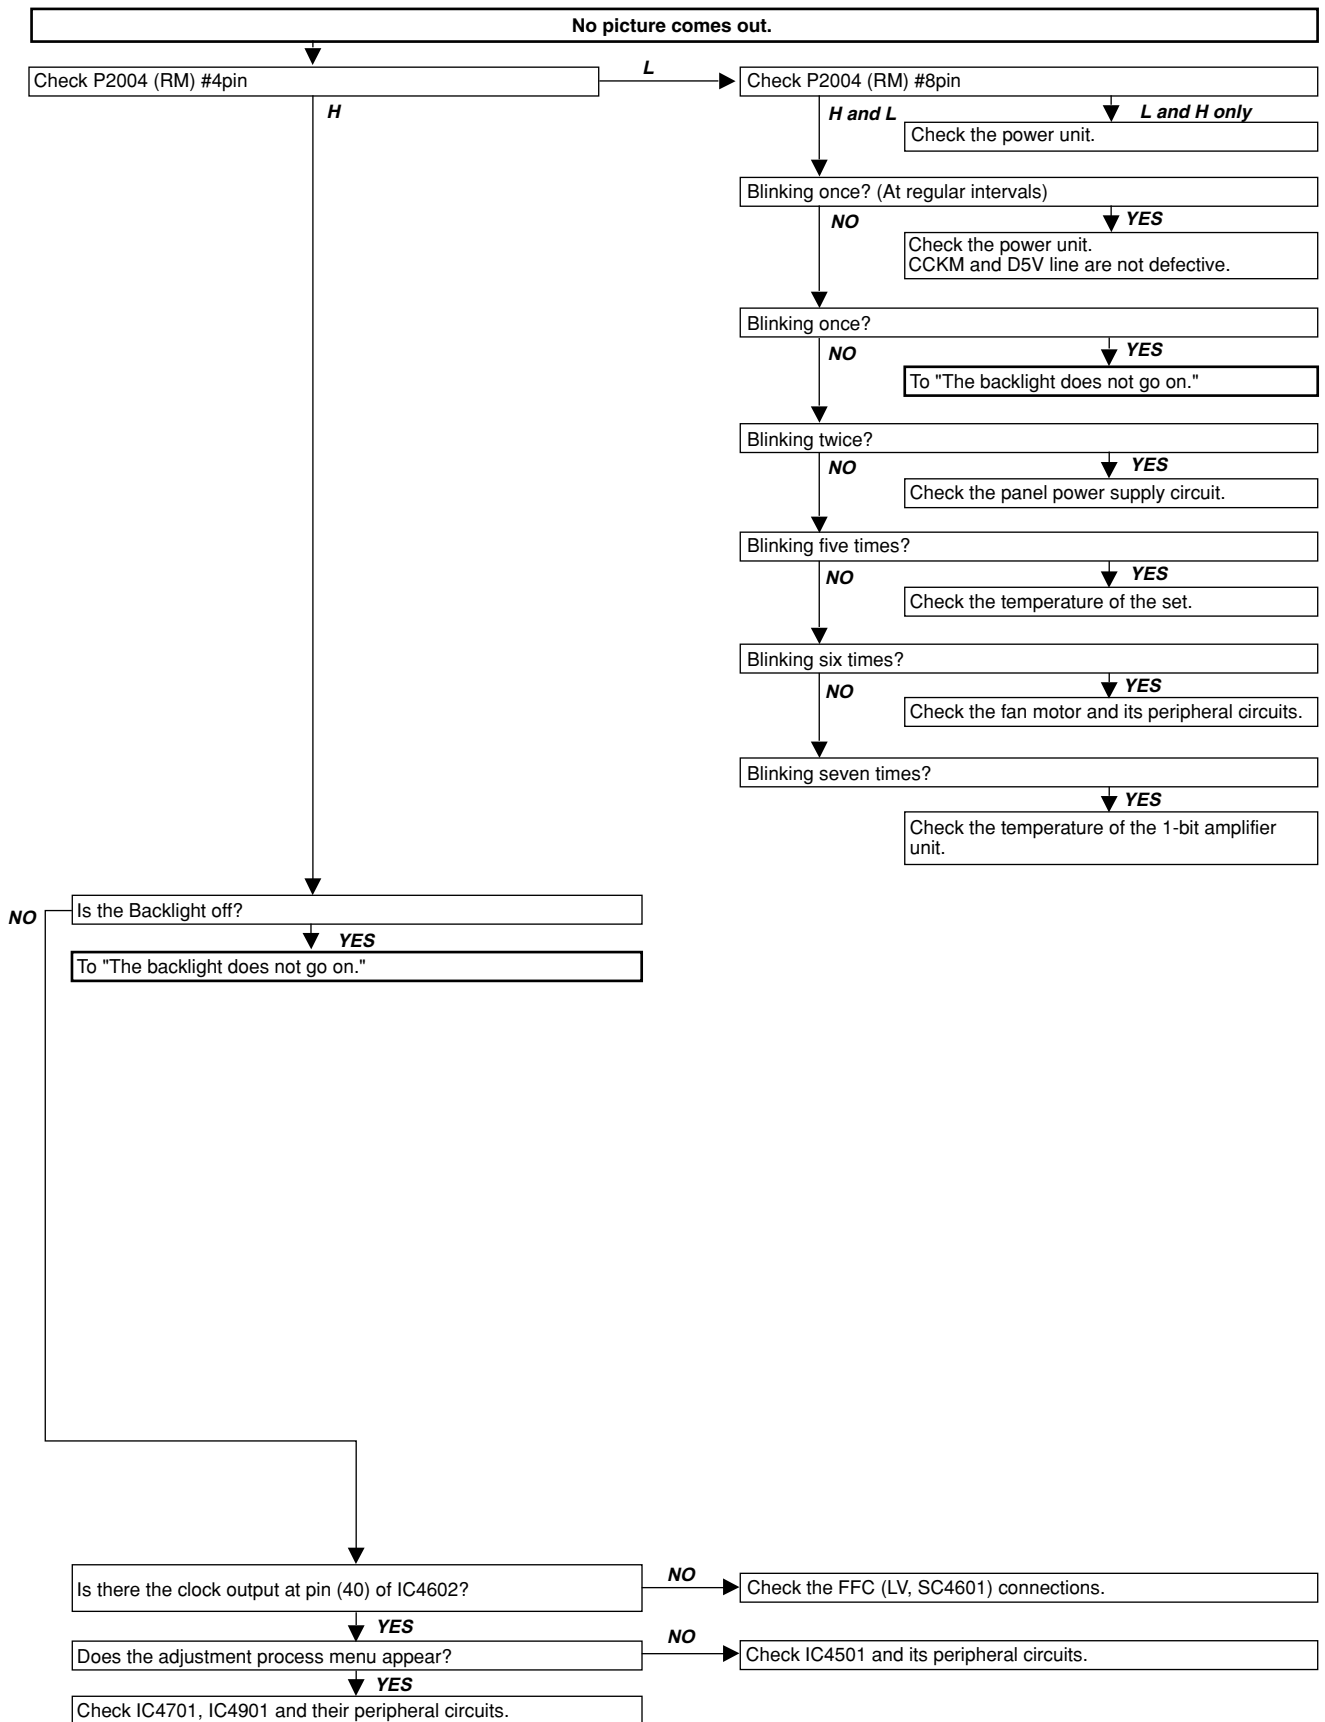 No picture comes out.
Check P2004 (RM) #4pin
L
Check P2004 (RM) #8pin
H
H and L
L and H only
Check the power unit.
Blinking once? (At regular intervals)
NO
YES
Check the power unit.
CCKM and D5V line are not defective.
Blinking once?
NO
YES
To "The backlight does not go on."
Blinking twice?
NO
YES
Check the panel power supply circuit.
Blinking five times?
NO
YES
Check the temperature of the set.
Blinking six times?
NO
YES
Check the fan motor and its peripheral circuits.
Blinking seven times?
YES
Check the temperature of the 1-bit amplifier
unit.
NO
Is the Backlight off?
YES
To "The backlight does not go on."
Is there the clock output at pin (40) of IC4602?
NO
Check the FFC (LV, SC4601) connections.
YES
Does the adjustment process menu appear?
NO
Check IC4501 and its peripheral circuits.
YES
Check IC4701, IC4901 and their peripheral circuits.